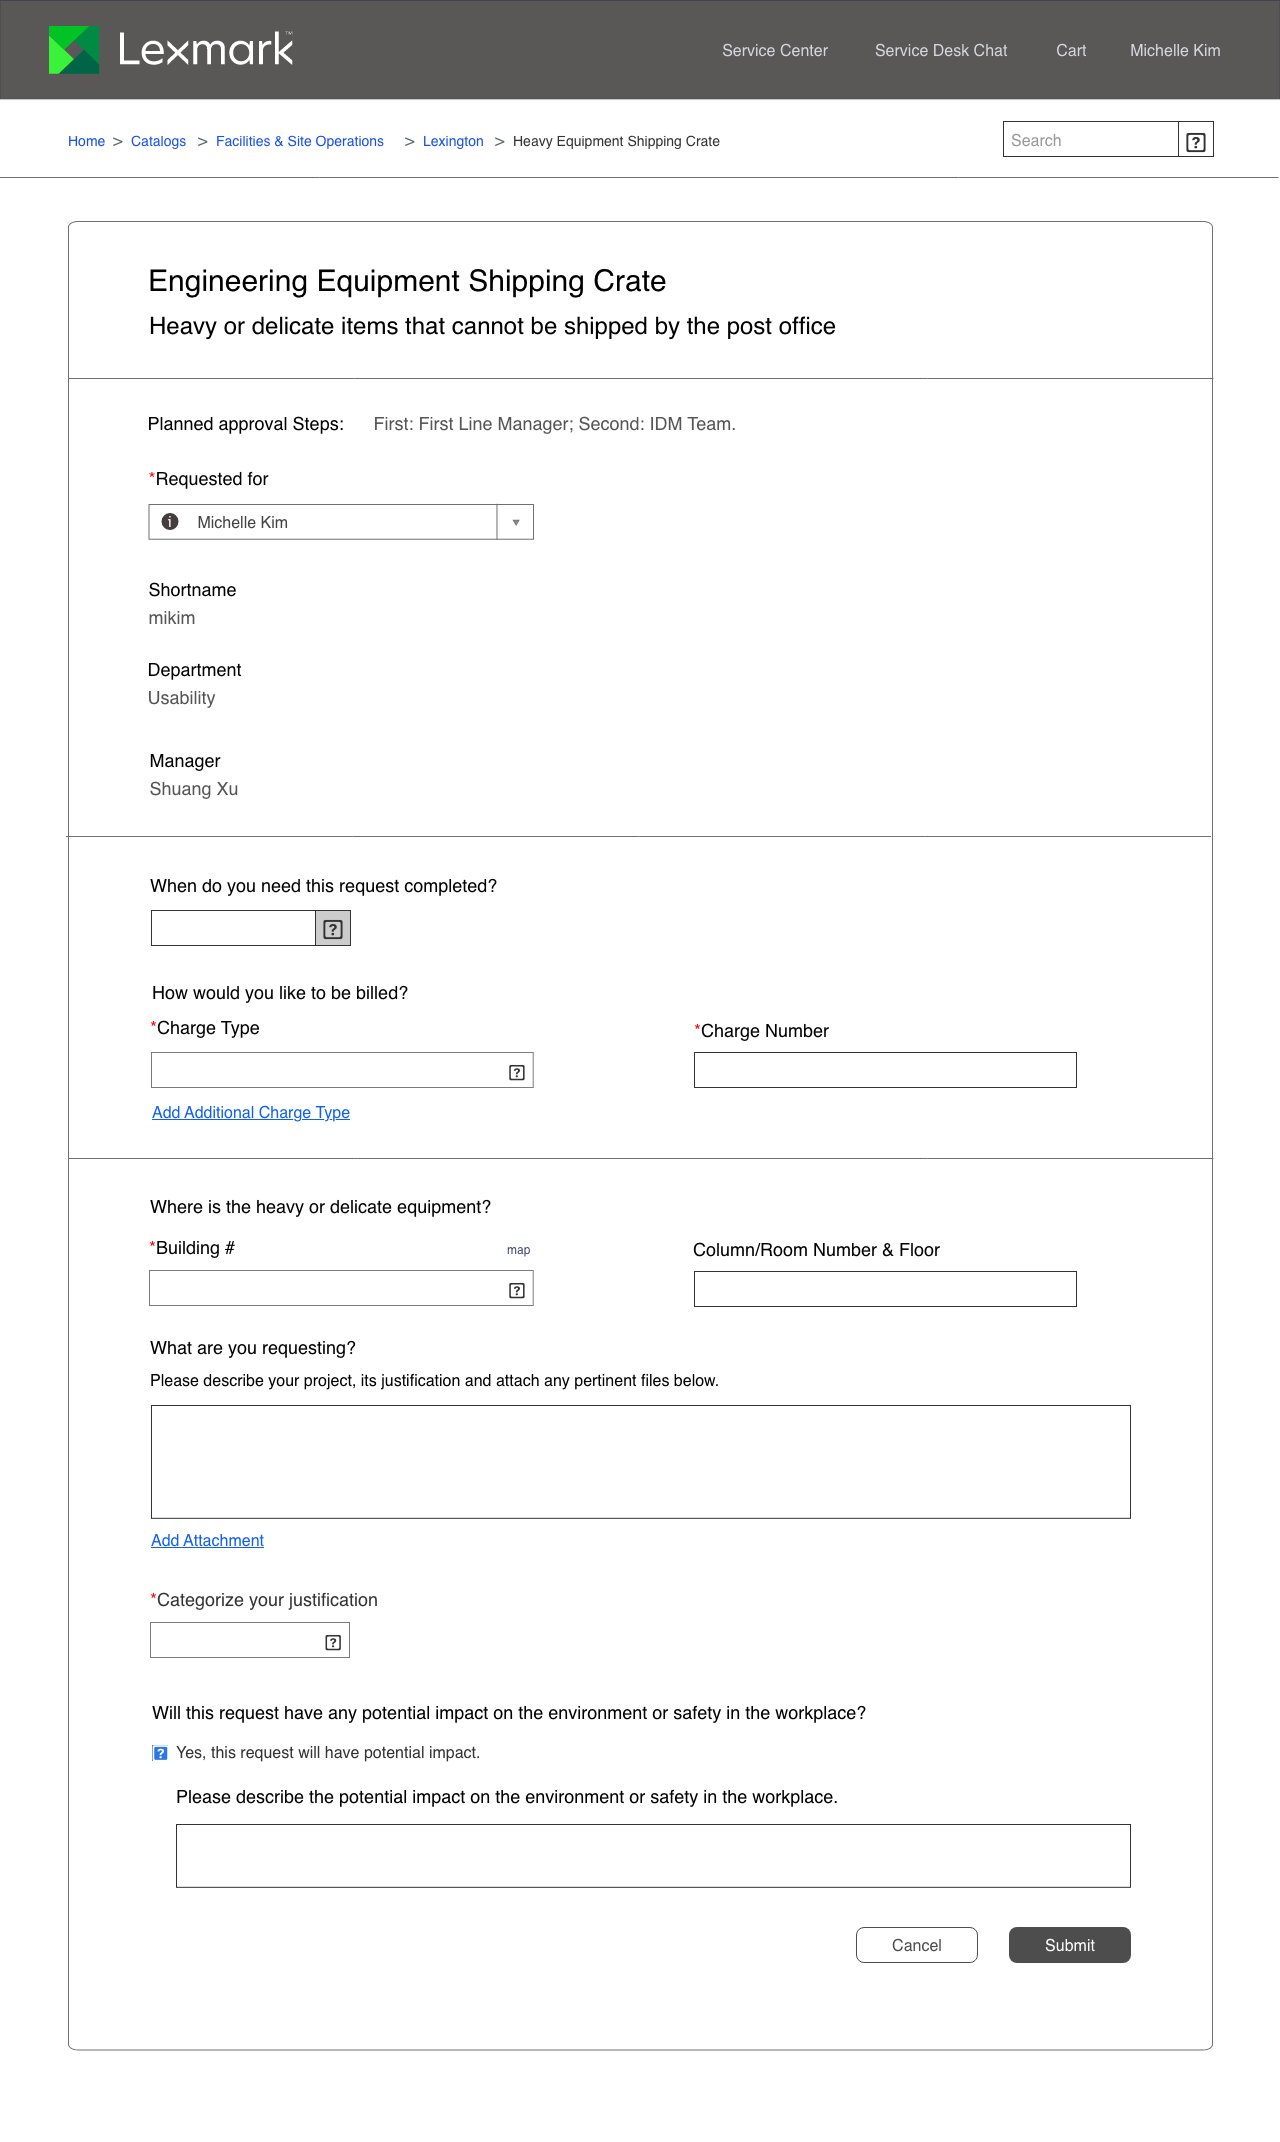 Lexmark™
Service Center Service Desk Chat Cart Michelle Kim
Home > Catalogs > Facilities & Site Operations > Lexington > Heavy Equipment Shipping Crate
Search ?
Engineering Equipment Shipping Crate
Heavy or delicate items that cannot be shipped by the post office
Planned approval Steps: First: First Line Manager; Second: IDM Team.
*Requested for
i Michelle Kim
Shortname
mikim
Department
Usability
Manager
Shuang Xu
When do you need this request completed?
?
How would you like to be billed?
*Charge Type *Charge Number
?
Add Additional Charge Type
Where is the heavy or delicate equipment?
*Building # map Column/Room Number & Floor
?
What are you requesting?
Please describe your project, its justification and attach any pertinent files below.
Add Attachment
*Categorize your justification
?
Will this request have any potential impact on the environment or safety in the workplace?
? Yes, this request will have potential impact.
Please describe the potential impact on the environment or safety in the workplace.
Cancel Submit